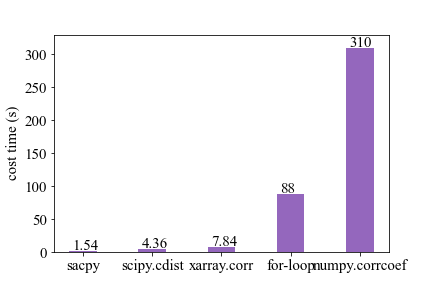 310
300
250
200
150
100
50
0
cost time (s)
1.54
4.36
7.84
88
sacpy
scipy.cdist
xarray.corr
for-loop
numpy.corrcoef